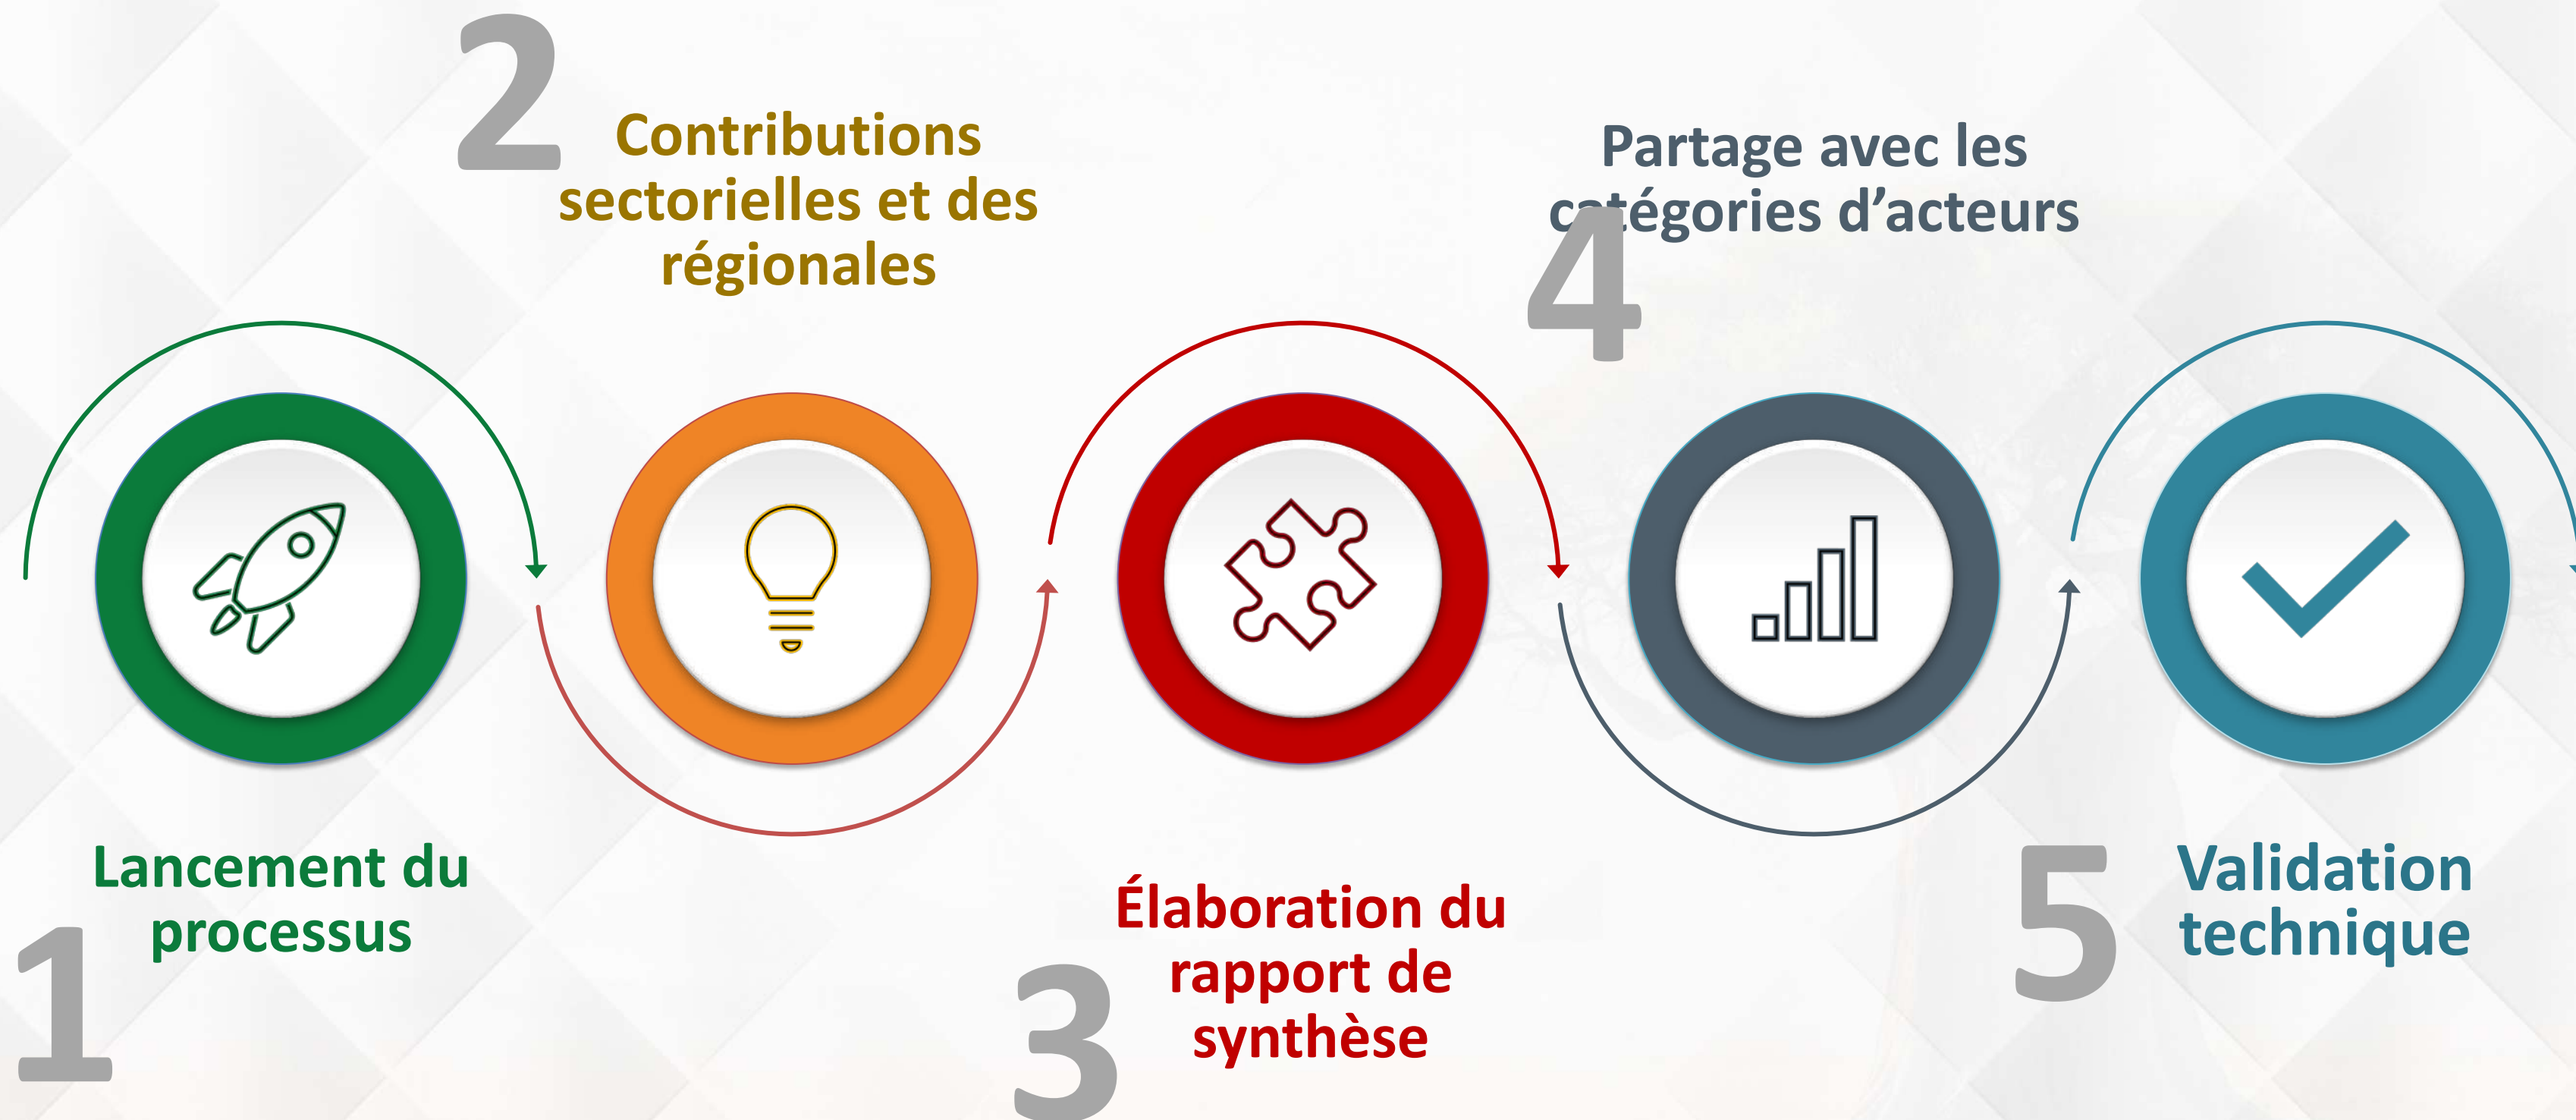 1
Lancement du
processus
2
Contributions
sectorielles et des
régionales
3
Élaboration du
rapport de
synthèse
4
Partage avec les
catégories d’acteurs
5
Validation
technique